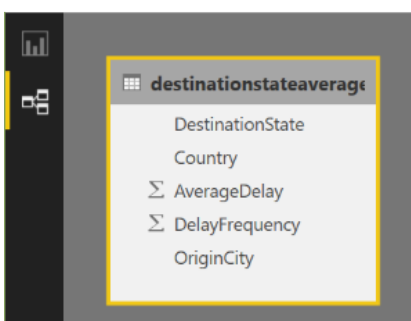 destinationstateaverage
DestinationState
Country
Σ AverageDelay
Σ DelayFrequency
OriginCity